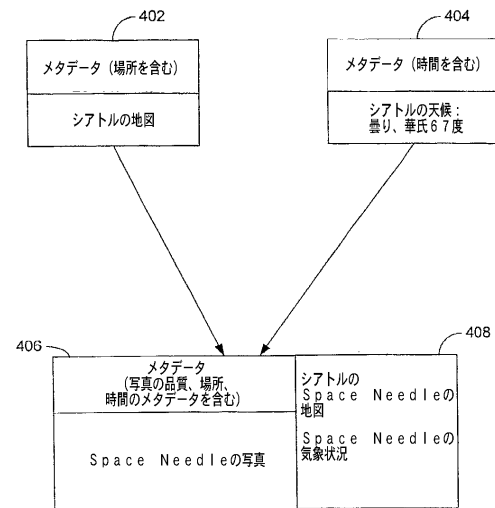 402
メタデータ（場所を含む）
シアトルの地図
404
メタデータ（時間を含む）
シアトルの天候：
曇り、華氏６７度
406
メタデータ
（写真の品質、場所、
時間のメタデータを含む）
Ｓｐａｃｅ　Ｎｅｅｄｌｅの写真
408
シアトルの
Ｓｐａｃｅ　Ｎｅｅｄｌｅの
地図
Ｓｐａｃｅ　Ｎｅｅｄｌｅの
気象状況